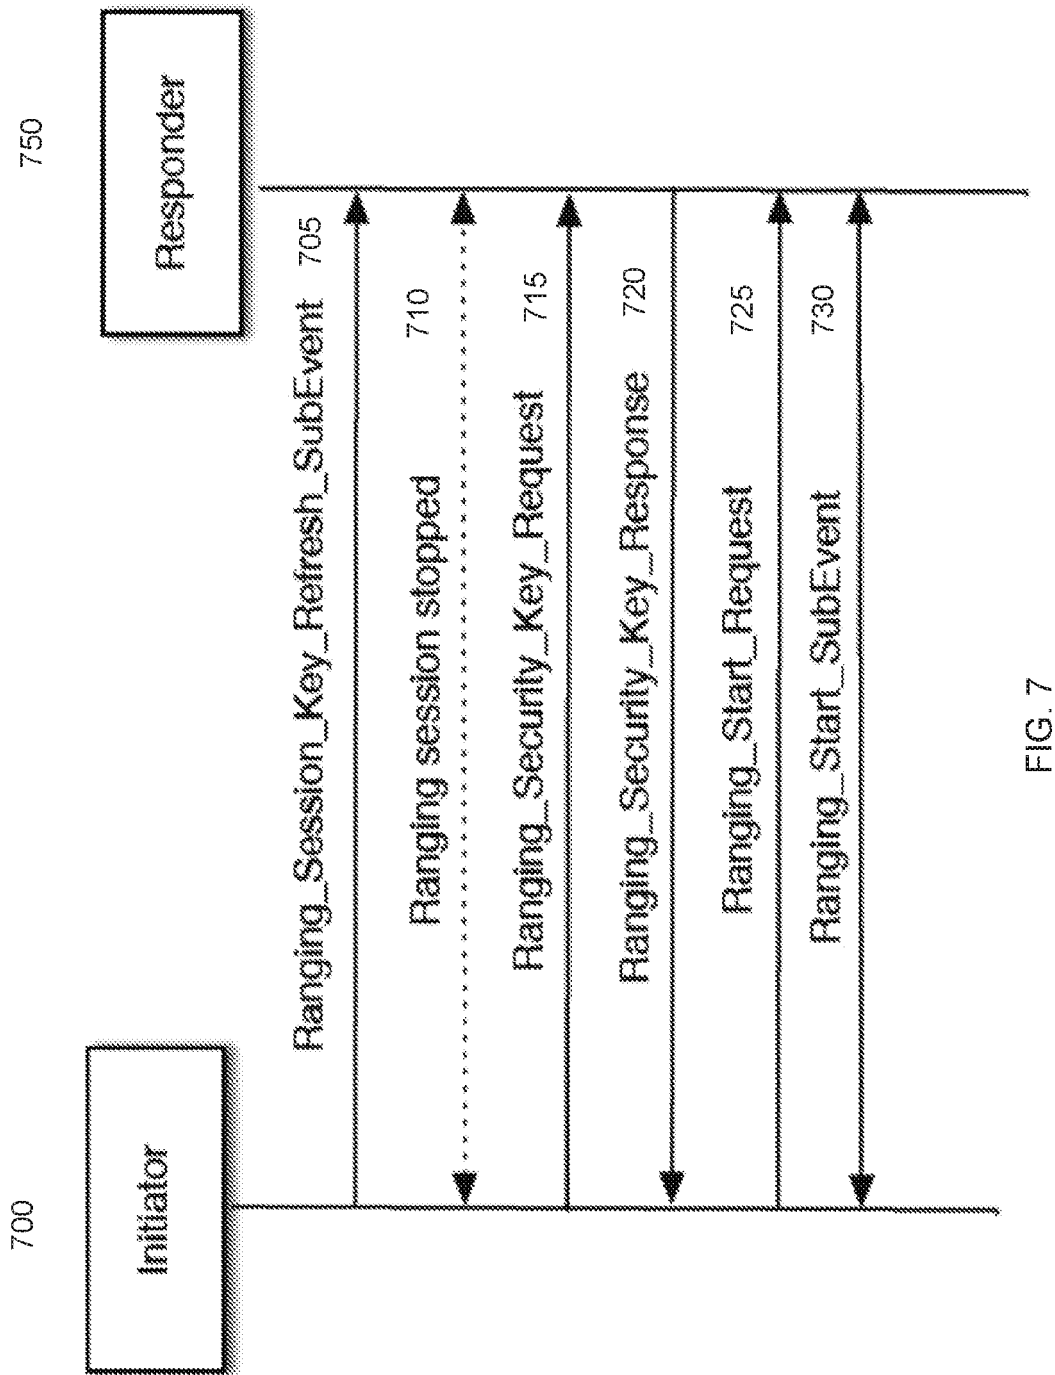 700
750
Initiator
Responder
Ranging_Session_Key_Refresh_SubEvent 705
Ranging session stopped 710
Ranging_Security_Key_Request 715
Ranging_Security_Key_Response 720
Ranging_Start_Request 725
Ranging_Start_SubEvent 730
FIG. 7